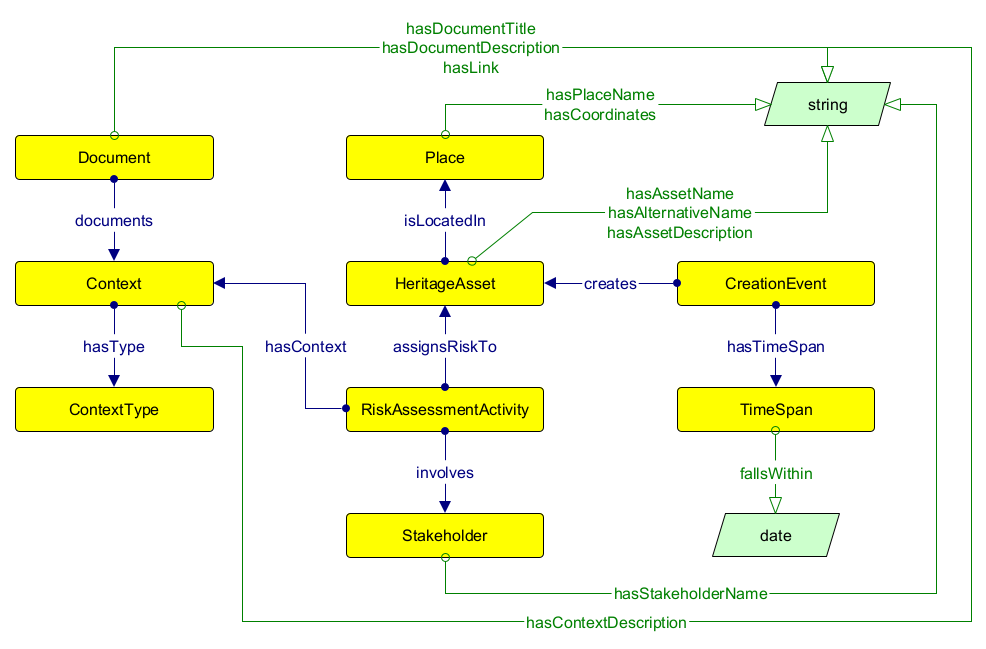 hasDocumentTitle
hasDocumentDescription
hasLink
hasPlaceName
hasCoordinates
string
Document
Place
hasAssetName
hasAlternativeName
hasAssetDescription
documents
isLocatedIn
Context
HeritageAsset
creates
CreationEvent
hasType
hasContext
assignsRiskTo
hasTimeSpan
ContextType
RiskAssessmentActivity
TimeSpan
involves
fallsWithin
Stakeholder
date
hasStakeholderName
hasContextDescription